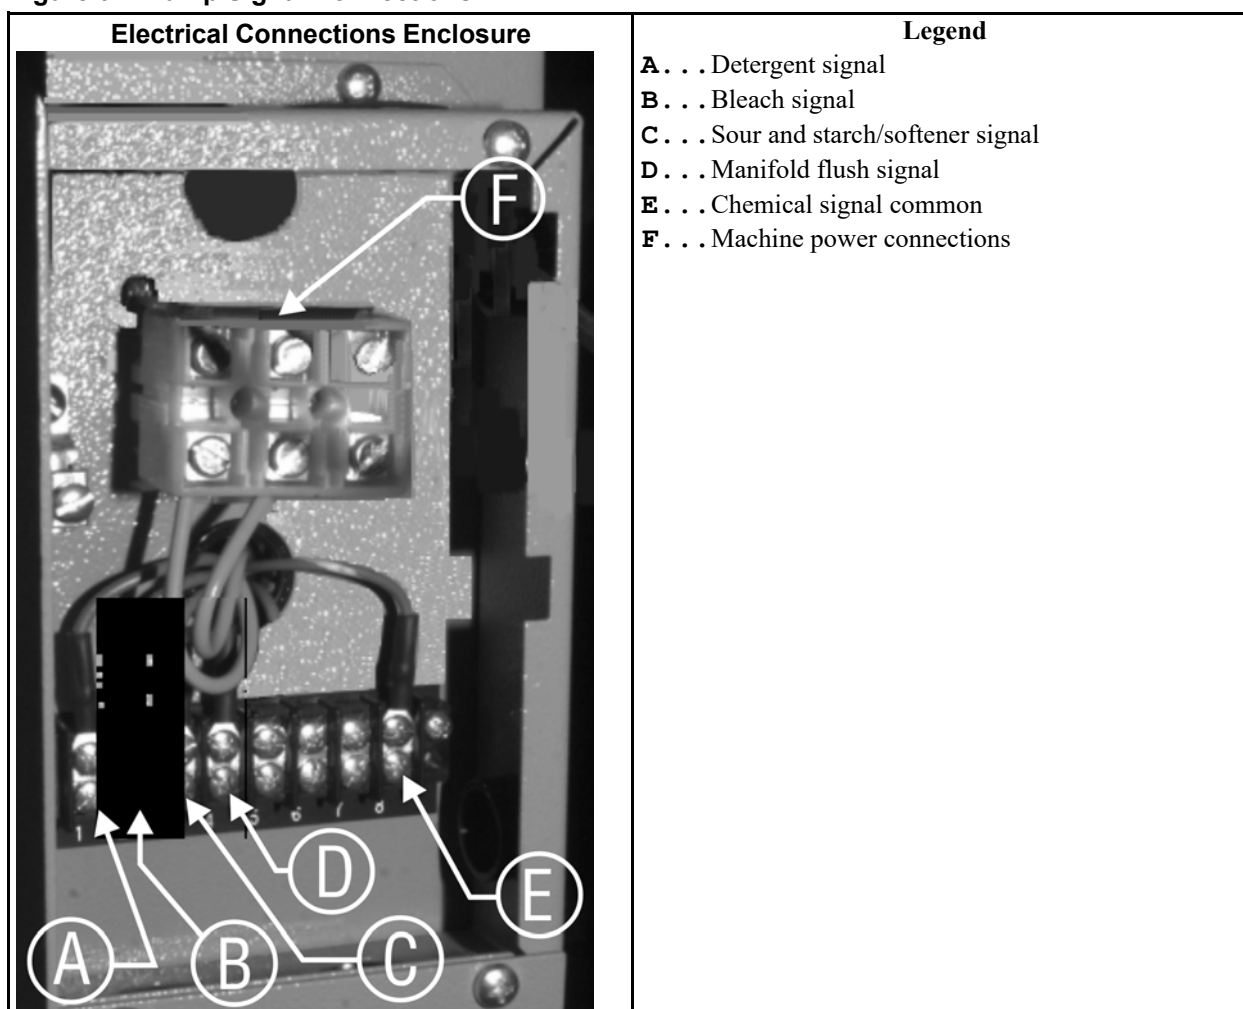 Electrical Connections Enclosure
Legend
A...Detergent signal
B...Bleach signal
C...Sour and starch/softener signal
D...Manifold flush signal
E...Chemical signal common
F...Machine power connections
F
1
5
6
8
D
E
A
B
C